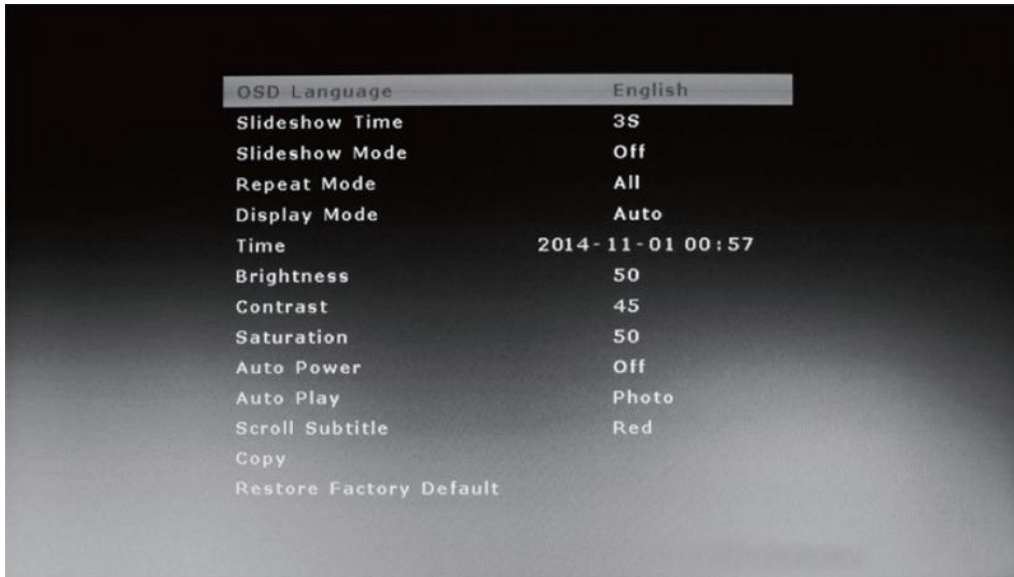 OSD Language English
Slideshow Time 3S
Slideshow Mode Off
Repeat Mode All
Display Mode Auto
Time 2014-11-01 00:57
Brightness 50
Contrast 45
Saturation 50
Auto Power Off
Auto Play Photo
Scroll Subtitle Red
Copy
Restore Factory Default